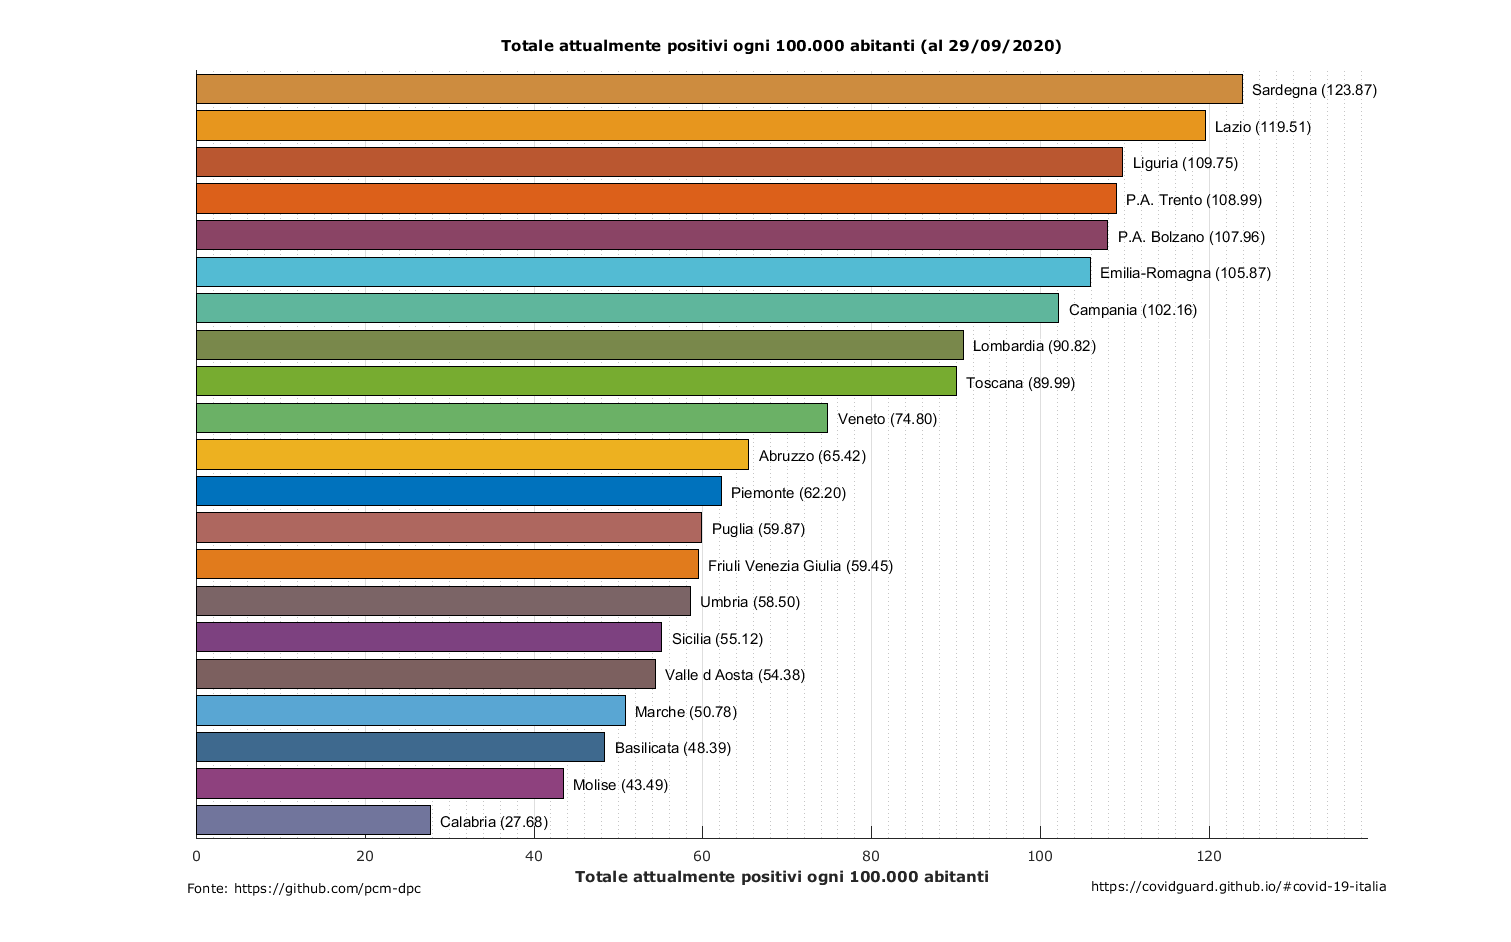 Totale attualmente positivi ogni 100.000 abitanti (al 29/09/2020)
Sardegna (123.87)
Lazio (119.51)
Liguria (109.75)
P.A. Trento (108.99)
P.A. Bolzano (107.96)
Emilia-Romagna (105.87)
Campania (102.16)
Lombardia (90.82)
Toscana (89.99)
Veneto (74.80)
Abruzzo (65.42)
Piemonte (62.20)
Puglia (59.87)
Friuli Venezia Giulia (59.45)
Umbria (58.50)
Sicilia (55.12)
Valle d Aosta (54.38)
Marche (50.78)
Basilicata (48.39)
Molise (43.49)
Calabria (27.68)
0 20 40 60 80 100 120
Totale attualmente positivi ogni 100.000 abitanti
Fonte: https://github.com/pcm-dpc
https://covidguard.github.io/#covid-19-italia